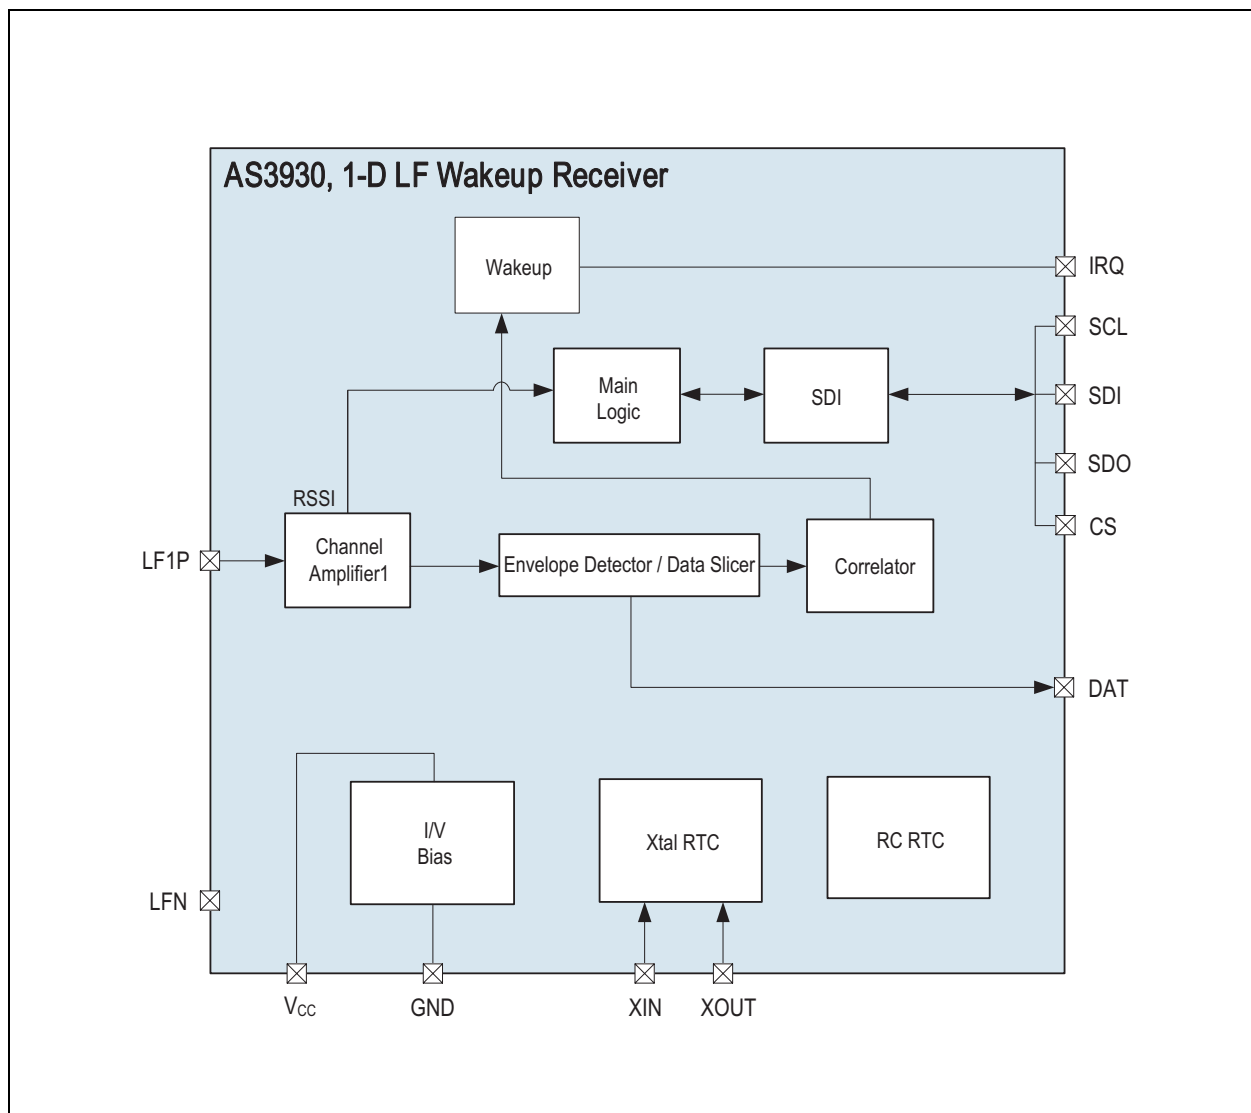 AS3930, 1-D LF Wakeup Receiver
Wakeup
IRQ
SCL
Main
Logic
SDI
SDI
SDO
RSSI
CS
LF1P
Channel
Amplifier1
Envelope Detector / Data Slicer
Correlator
DAT
I/V
Bias
Xtal RTC
RC RTC
LFN
VCC
GND
XIN
XOUT